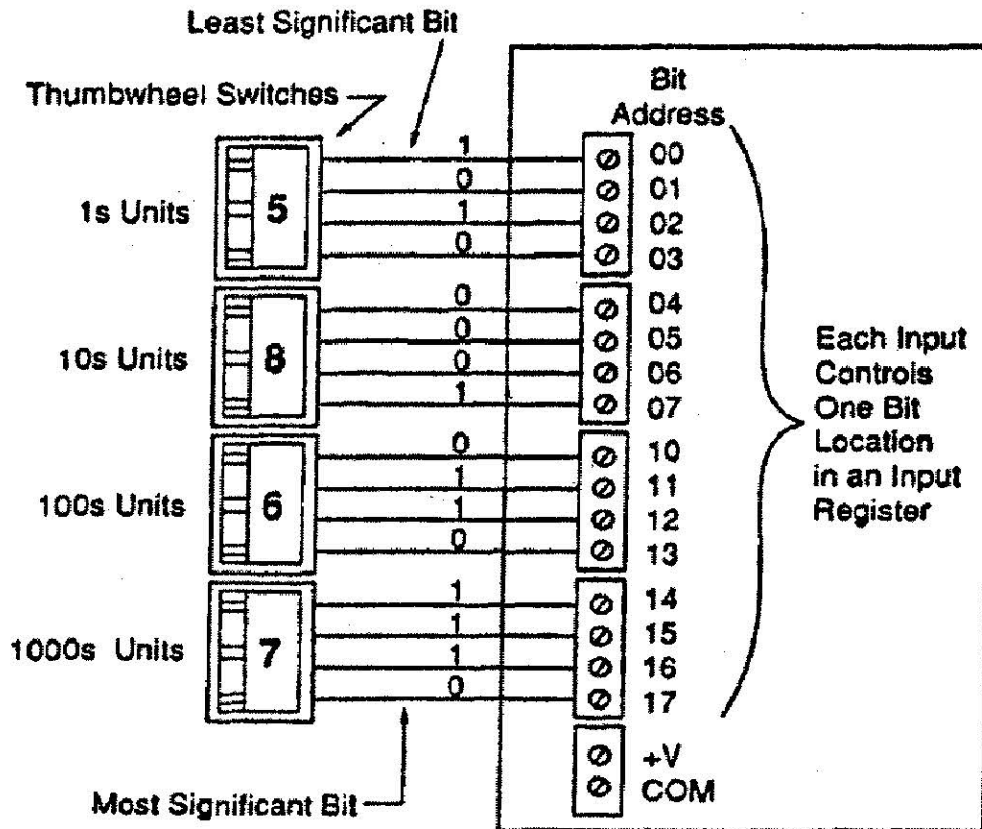 Least Significant Bit
Thumbwheel Switches
Bit
Address
1s Units
5
1
0
1
0
00
01
02
03
10s Units
8
0
0
0
1
04
05
06
07
100s Units
6
0
1
1
0
10
11
12
13
1000s Units
7
1
1
1
0
14
15
16
17
+V
COM
Each Input
Controls
One Bit
Location
in an Input
Register
Most Significant Bit